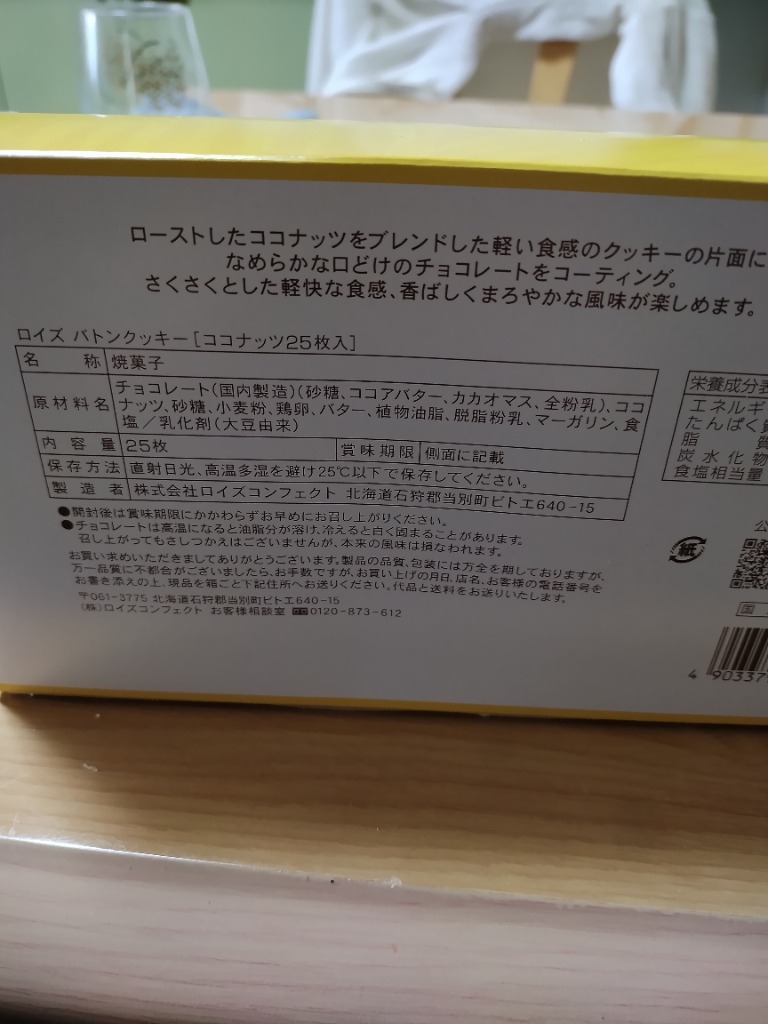 ローストしたココナッツをブレンドした軽い食感のクッキーの片面に
なめらかな口どけのチョコレートをコーティング。
さくさくとした軽快な食感、香ばしくまろやかな風味が楽しめます。
ロイズ バトンクッキー[ココナッツ25枚入]
名 称 焼菓子
原材料名 チョコレート(国内製造)(砂糖、ココアバター、カカオマス、全粉乳)、ココ
ナッツ、砂糖、小麦粉、鶏卵、バター、植物油脂、脱脂粉乳、マーガリン、食
塩/乳化剤(大豆由来)
内容量 25枚 賞味期限 側面に記載
保存方法 直射日光、高温多湿を避け25℃以下で保存してください。
製造者 株式会社ロイズコンフェクト 北海道石狩郡当別町ビトエ640-15
●開封後は賞味期限にかかわらずお早めにお召し上がりください。
●チョコレートは高温になると油脂分が溶け、冷えると白く固まることがあります。
召し上がってもさしつかえはございませんが、本来の風味は損なわれます。
お買い求めいただきましてありがとうございます。製品の品質、包装には万全を期しておりますが、
万一品質に不都合がございましたら、お手数ですが、お買い上げの月日、店名、お客様の電話番号を
お書き添えの上、現品を箱ごと下記住所へお送りください。代品と送料をお送りいたします。
〒061-3775 北海道石狩郡当別町ビトエ640-15
(株)ロイズコンフェクト お客様相談室 0120-873-612
栄養成分表
エネルギ
たんぱく質
脂 質
炭水化物
食塩相当量
紙
公
国
4 90337